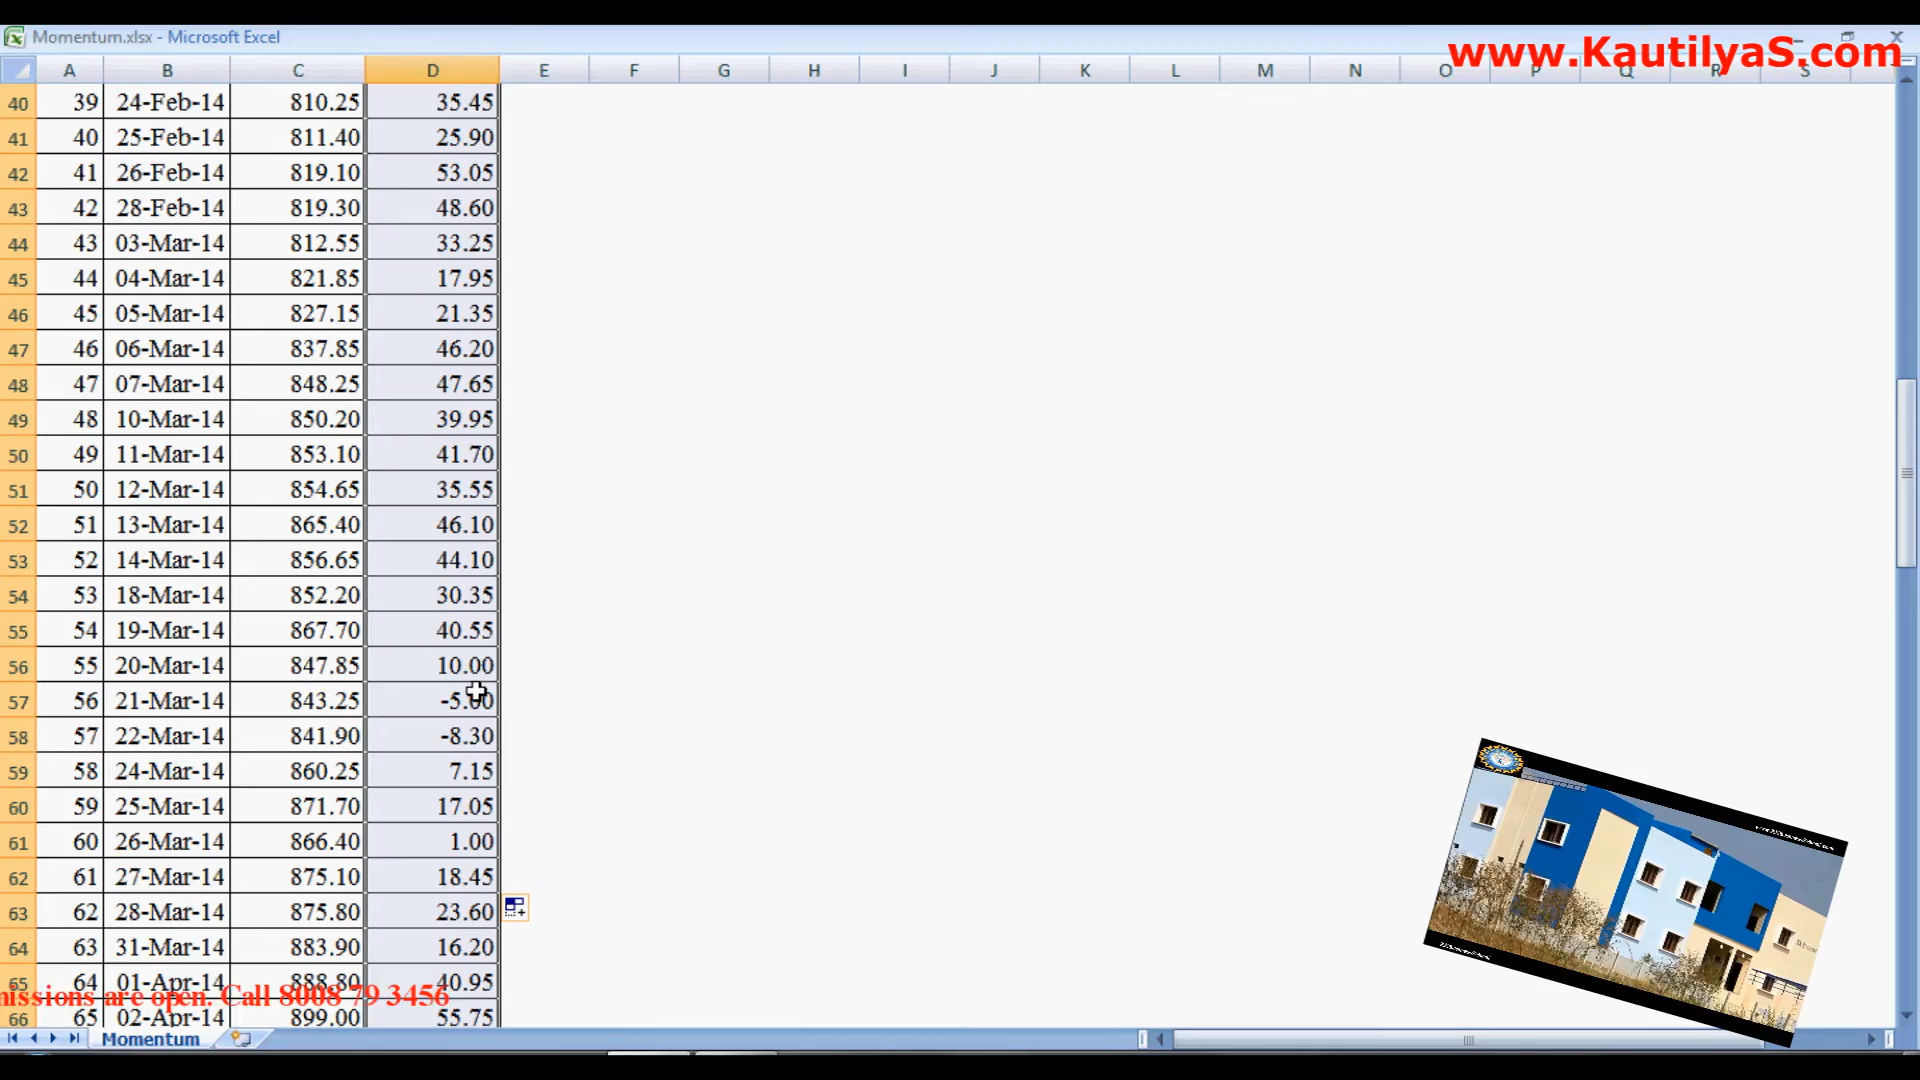 Momentum.xlsx - Microsoft Excel
www.KautilyaS.com
A B C D E F G H I J K L M N O P Q R S
40 39 24-Feb-14 810.25 35.45
41 40 25-Feb-14 811.40 25.90
42 41 26-Feb-14 819.10 53.05
43 42 28-Feb-14 819.30 48.60
44 43 03-Mar-14 812.55 33.25
45 44 04-Mar-14 821.85 17.95
46 45 05-Mar-14 827.15 21.35
47 46 06-Mar-14 837.85 46.20
48 47 07-Mar-14 848.25 47.65
49 48 10-Mar-14 850.20 39.95
50 49 11-Mar-14 853.10 41.70
51 50 12-Mar-14 854.65 35.55
52 51 13-Mar-14 865.40 46.10
53 52 14-Mar-14 856.65 44.10
54 53 18-Mar-14 852.20 30.35
55 54 19-Mar-14 867.70 40.55
56 55 20-Mar-14 847.85 10.00
57 56 21-Mar-14 843.25 -5.60
58 57 22-Mar-14 841.90 -8.30
59 58 24-Mar-14 860.25 7.15
60 59 25-Mar-14 871.70 17.05
61 60 26-Mar-14 866.40 1.00
62 61 27-Mar-14 875.10 18.45
63 62 28-Mar-14 875.80 23.60
64 63 31-Mar-14 883.90 16.20
65 64 01-Apr-14 888.80 40.95
missions are open. Call 8008 79 3456
66 65 02-Apr-14 899.00 55.75
Momentum